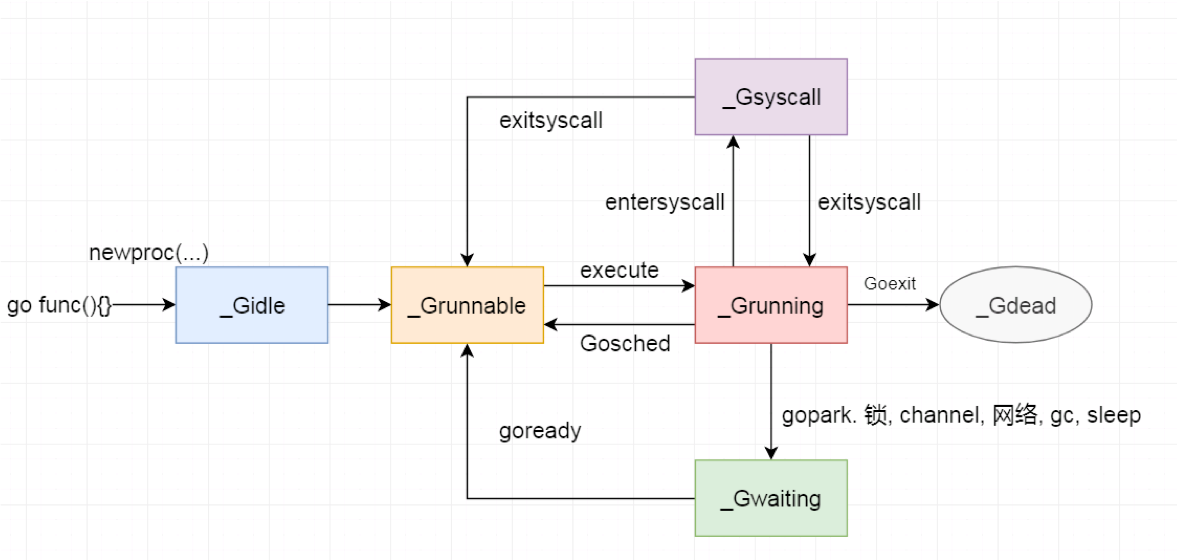 _Gsyscall
exitsyscall
entersyscall
exitsyscall
newproc(...)
go func(){}
_Gidle
_Grunnable
execute
Gosched
_Grunning
Goexit
_Gdead
goready
gopark. 锁, channel, 网络, gc, sleep
_Gwaiting